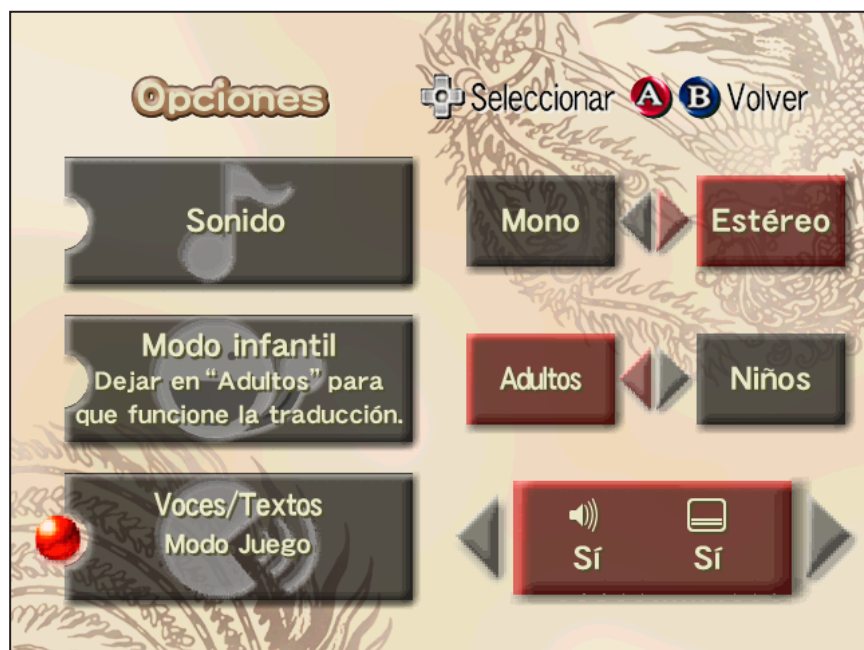 Opciones
Seleccionar A B Volver
Sonido
Mono
Estéreo
Modo infantil
Dejar en “Adultos” para
que funcione la traducción.
Adultos
Niños
Voces/Textos
Modo Juego
Sí
Sí